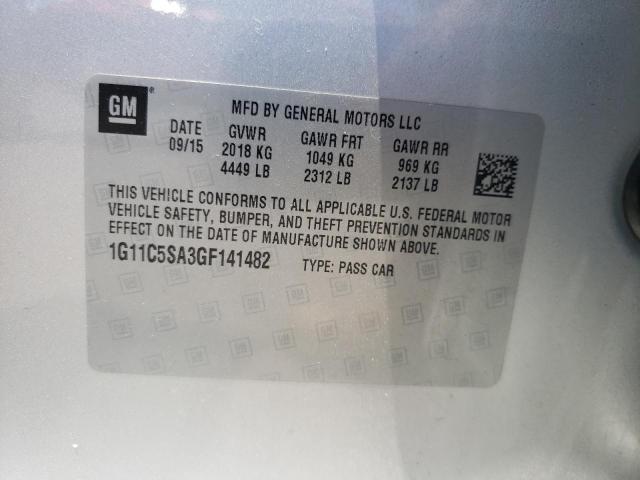 GM
MFD BY GENERAL MOTORS LLC
DATE GVWR GAWR FRT GAWR RR
09/15 2018 KG 1049 KG 969 KG
4449 LB 2312 LB 2137 LB
THIS VEHICLE CONFORMS TO ALL APPLICABLE U.S. FEDERAL MOTOR
VEHICLE SAFETY, BUMPER, AND THEFT PREVENTION STANDARDS IN
EFFECT ON THE DATE OF MANUFACTURE SHOWN ABOVE.
1G11C5SA3GF141482 TYPE: PASS CAR